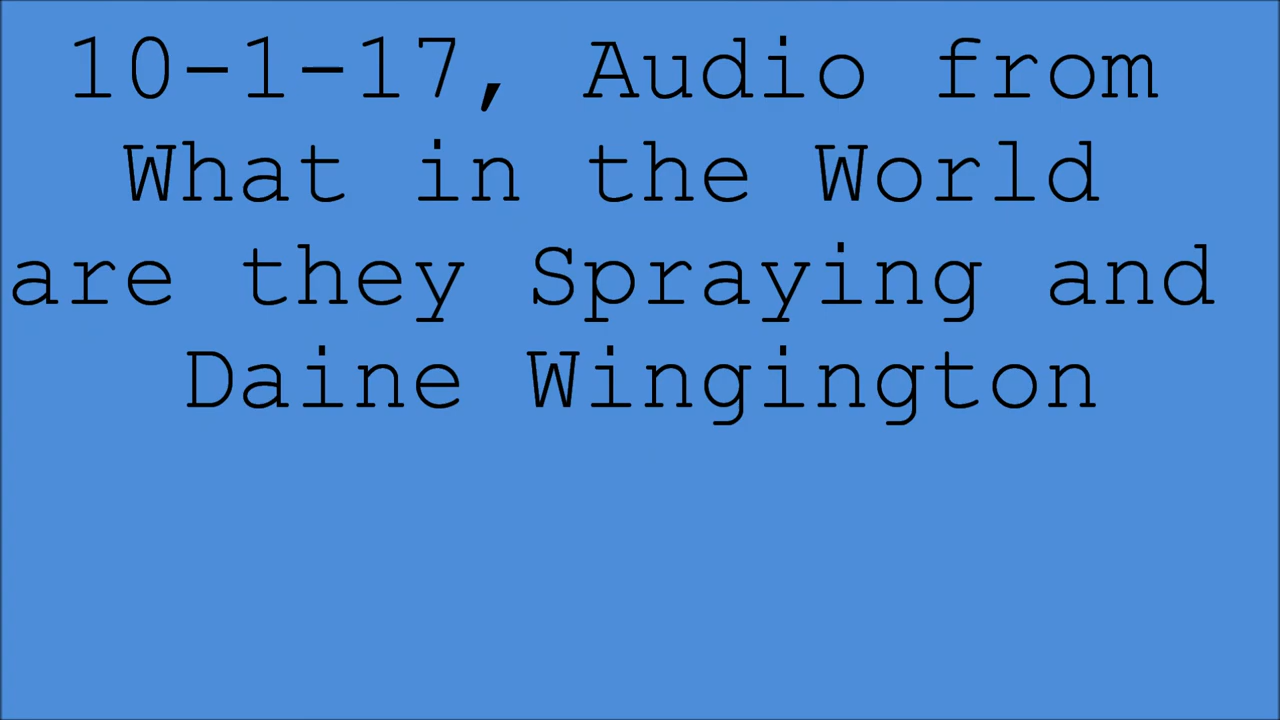 10-1-17, Audio from
What in the World
are they Spraying and
Daine Wingington